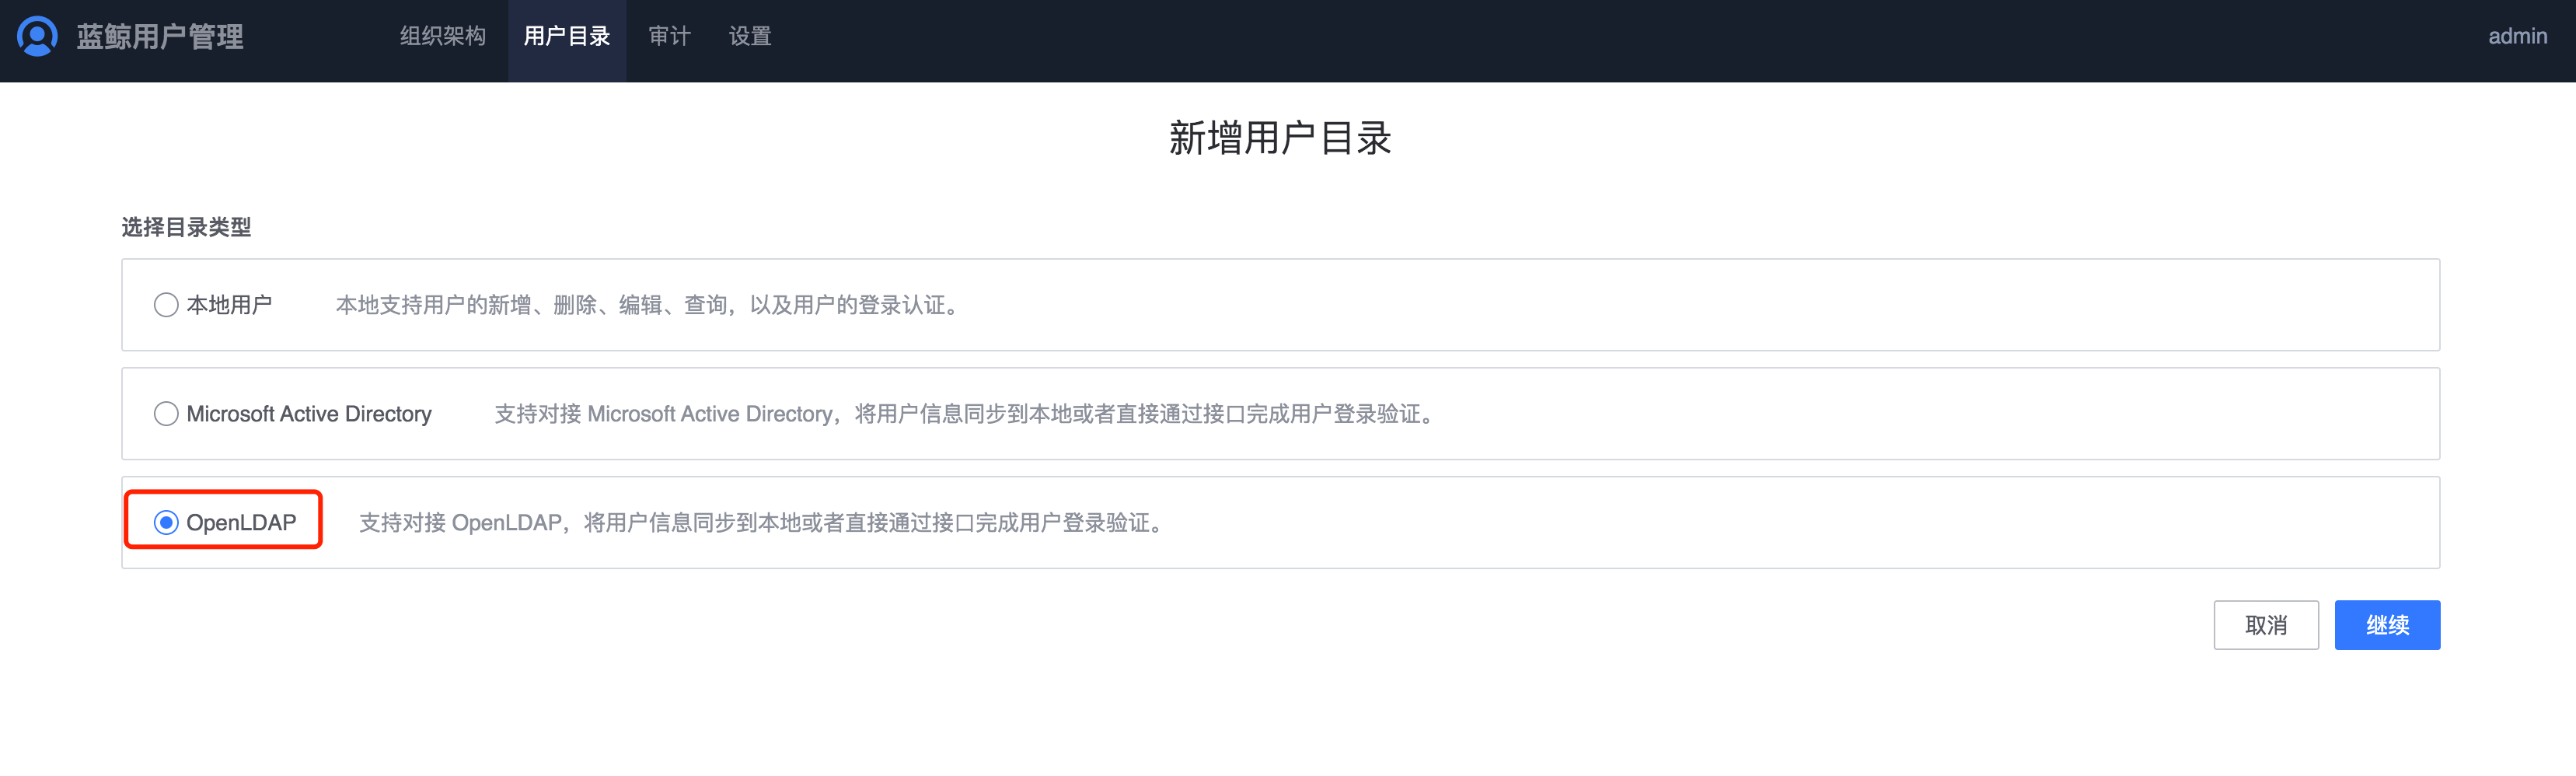 蓝鲸用户管理 组织架构 用户目录 审计 设置 admin
新增用户目录
选择目录类型
本地用户 本地支持用户的新增、删除、编辑、查询，以及用户的登录认证。
Microsoft Active Directory 支持对接 Microsoft Active Directory，将用户信息同步到本地或者直接通过接口完成用户登录验证。
OpenLDAP 支持对接 OpenLDAP，将用户信息同步到本地或者直接通过接口完成用户登录验证。
取消 继续